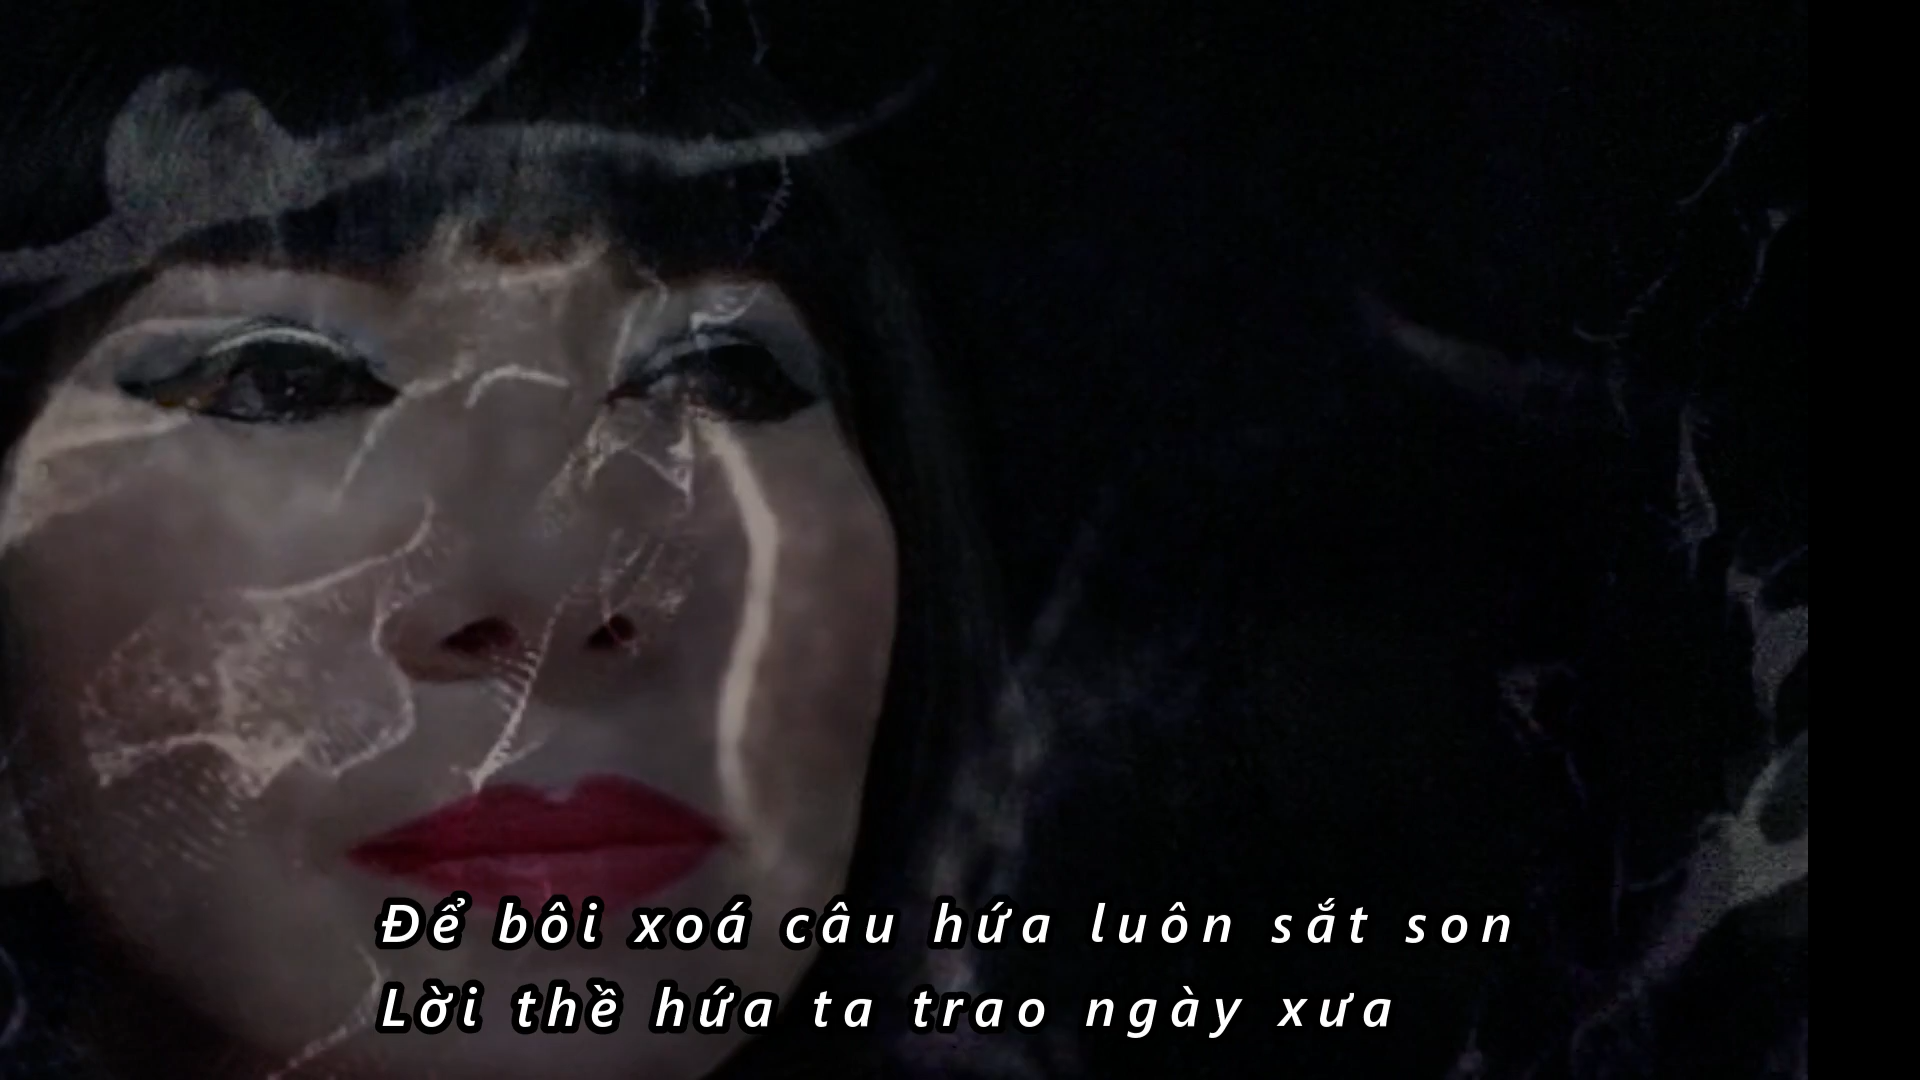 Để bôi xoá câu hứa luôn sắt son
Lời thề hứa ta trao ngày xưa